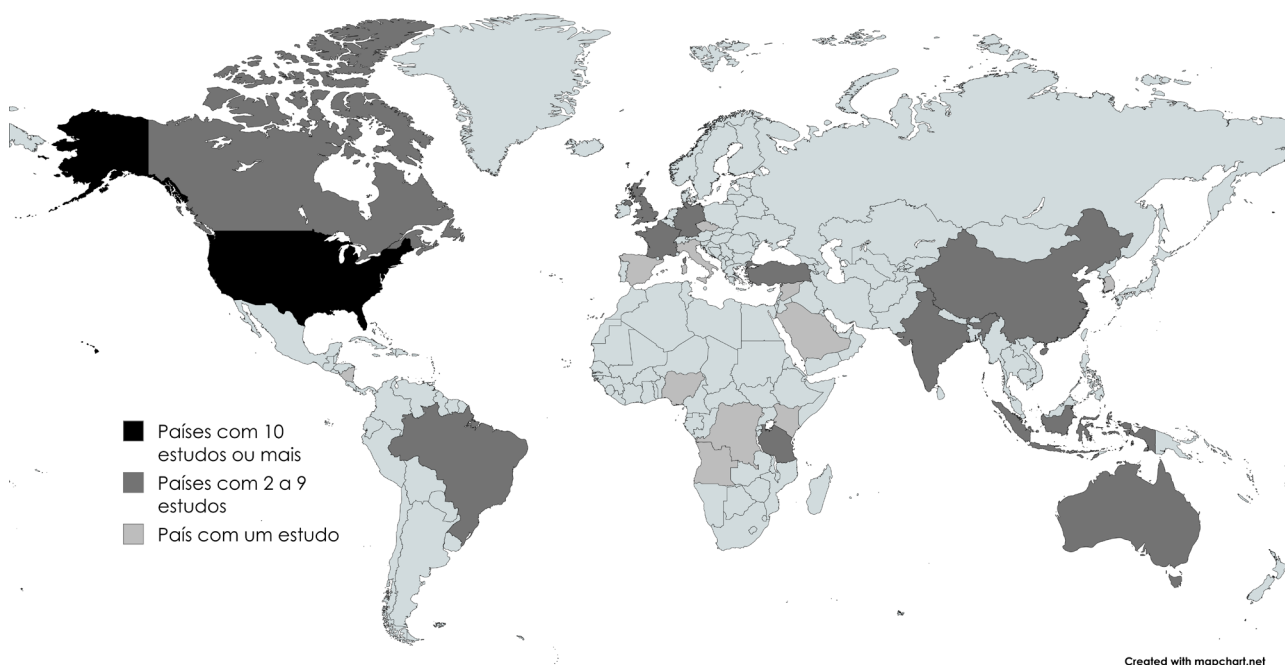 Países com 10
estudos ou mais
Países com 2 a 9
estudos
País com um estudo
Created with mapchart.net